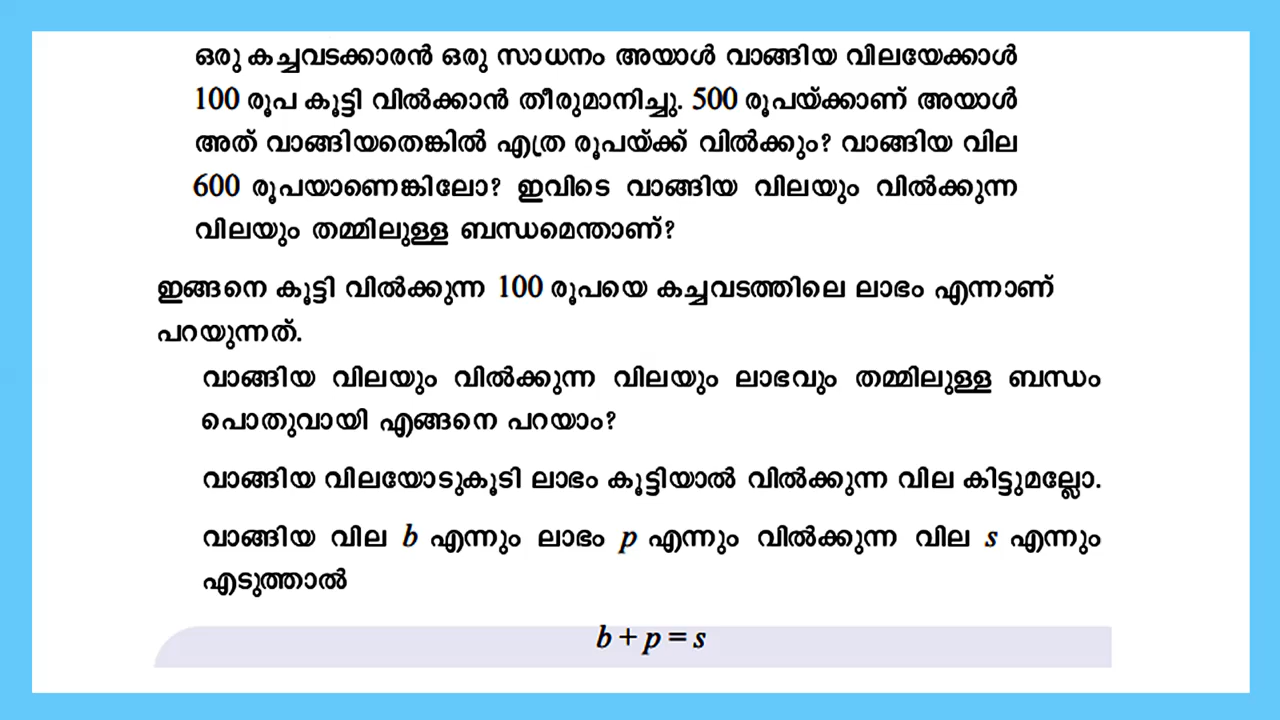 ഒരു കച്ചവടക്കാരൻ ഒരു സാധനം അയാൾ വാങ്ങിയ വിലയേക്കാൾ
100 രൂപ കൂട്ടി വിൽക്കാൻ തീരുമാനിച്ചു. 500 രൂപയ്ക്കാണ് അയാൾ
അത് വാങ്ങിയതെങ്കിൽ എത്ര രൂപയ്ക്ക് വിൽക്കും? വാങ്ങിയ വില
600 രൂപയാണെങ്കിലോ? ഇവിടെ വാങ്ങിയ വിലയും വിൽക്കുന്ന
വിലയും തമ്മിലുള്ള ബന്ധമെന്താണ്?
ഇങ്ങനെ കൂട്ടി വിൽക്കുന്ന 100 രൂപയെ കച്ചവടത്തിലെ ലാഭം എന്നാണ്
പറയുന്നത്.
വാങ്ങിയ വിലയും വിൽക്കുന്ന വിലയും ലാഭവും തമ്മിലുള്ള ബന്ധം
പൊതുവായി എങ്ങനെ പറയാം?
വാങ്ങിയ വിലയോടുകൂടി ലാഭം കൂട്ടിയാൽ വിൽക്കുന്ന വില കിട്ടുമല്ലോ.
വാങ്ങിയ വില b എന്നും ലാഭം p എന്നും വിൽക്കുന്ന വില s എന്നും
എടുത്താൽ
b + p = s